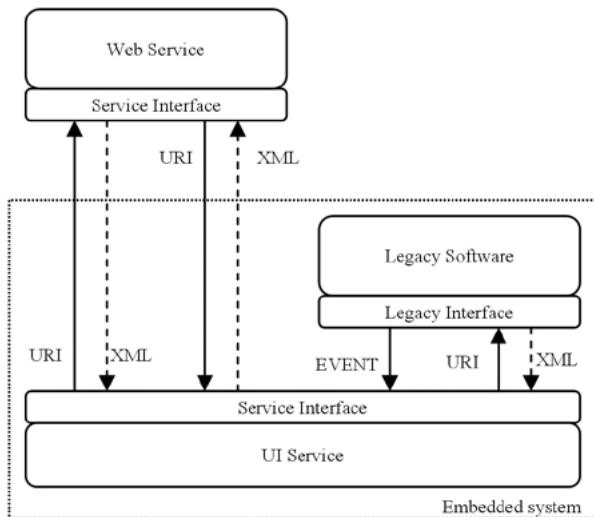 Web Service
Service Interface
URI
XML
Legacy Software
Legacy Interface
URI
XML
EVENT
URI
XML
Service Interface
UI Service
Embedded system